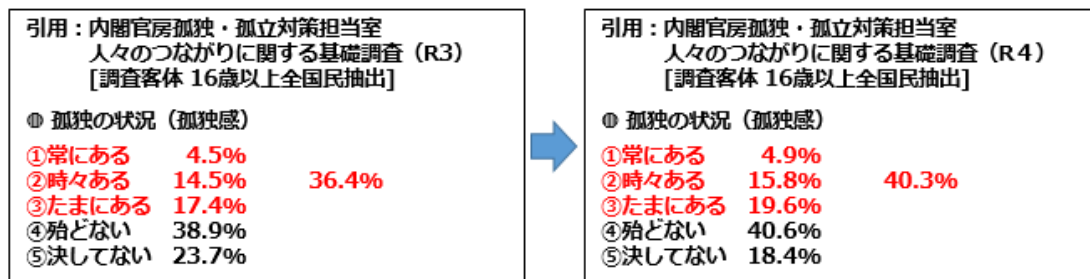 引用：内閣官房孤独・孤立対策担当室
人々のつながりに関する基礎調査（R3）
[調査客体 16歳以上全国民抽出]
◍ 孤独の状況（孤独感）
①常にある 4.5%
②時々ある 14.5% 36.4%
③たまにある 17.4%
④殆どない 38.9%
⑤決してない 23.7%
引用：内閣官房孤独・孤立対策担当室
人々のつながりに関する基礎調査（R４）
[調査客体 16歳以上全国民抽出]
◍ 孤独の状況（孤独感）
①常にある 4.9%
②時々ある 15.8% 40.3%
③たまにある 19.6%
④殆どない 40.6%
⑤決してない 18.4%